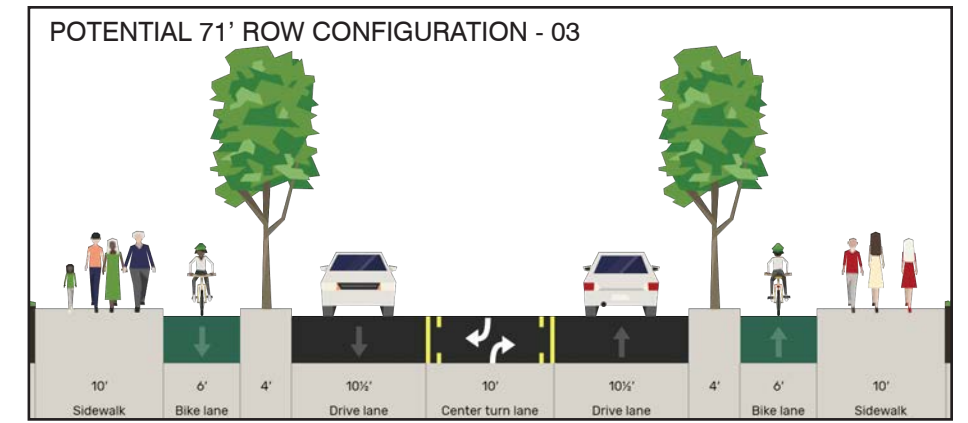 POTENTIAL 71’ ROW CONFIGURATION - 03
10’ 6’ 4’ 10½’ 10’ 10½’ 4’ 6’ 10’
Sidewalk Bike lane Drive lane Center turn lane Drive lane Bike lane Sidewalk